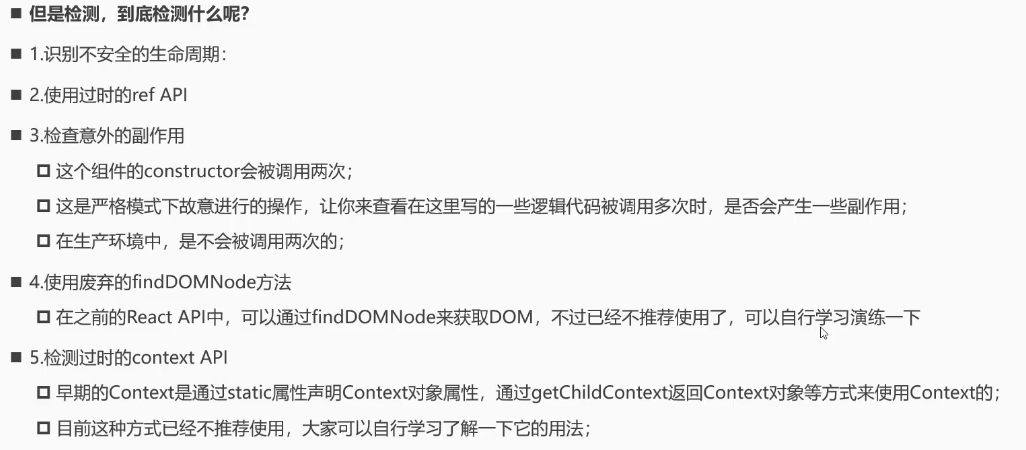 但是检测，到底检测什么呢？
1.识别不安全的生命周期：
2.使用过时的ref API
3.检查意外的副作用
这个组件的constructor会被调用两次；
这是严格模式下故意进行的操作，让你来查看在这里写的一些逻辑代码被调用多次时，是否会产生一些副作用；
在生产环境中，是不会被调用两次的；
4.使用废弃的findDOMNode方法
在之前的React API中，可以通过findDOMNode来获取DOM，不过已经不推荐使用了，可以自行学习演练一下
5.检测过时的context API
早期的Context是通过static属性声明Context对象属性，通过getChildContext返回Context对象等方式来使用Context的；
目前这种方式已经不推荐使用，大家可以自行学习了解一下它的用法；